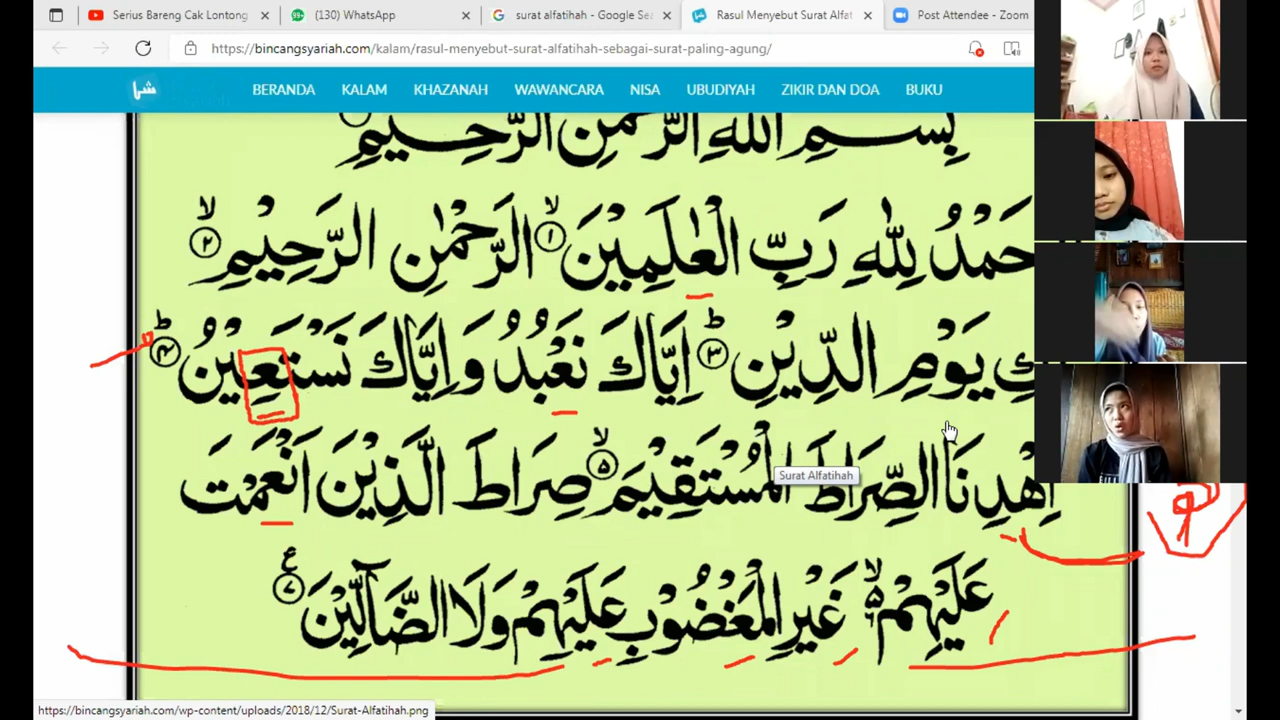 Serius Bareng Cak Lontong
(130) WhatsApp
surat alfatihah - Google Sea
Rasul Menyebut Surat Alfat
Post Attendee - Zoom
https://bincangsyariah.com/kalam/rasul-menyebut-surat-alfatihah-sebagai-surat-paling-agung/
BERANDA KALAM KHAZANAH WAWANCARA NISA UBUDIYAH ZIKIR DAN DOA BUKU
بِسْمِ اللهِ الرَّحْمٰنِ الرَّحِيْمِ
حَمْدُ لِلّٰهِ رَبِّ الْعٰلَمِيْنَ ۙ١ الرَّحْمٰنِ الرَّحِيْمِ ۙ٢
يَوْمِ الدِّيْنِ ۗ٣ اِيَّاكَ نَعْبُدُ وَاِيَّاكَ نَسْتَعِيْنُ ۗ٤
اِهْدِنَا الصِّرَاطَ الْمُسْتَقِيْمَ ۙ٥ صِرَاطَ الَّذِيْنَ اَنْعَمْتَ
Surat Alfatihah
عَلَيْهِمْ ۙ۬ غَيْرِ الْمَغْضُوْبِ عَلَيْهِمْ وَلَا الضَّآلِّيْنَ ࣖ٧
https://bincangsyariah.com/wp-content/uploads/2018/12/Surat-Alfatihah.png